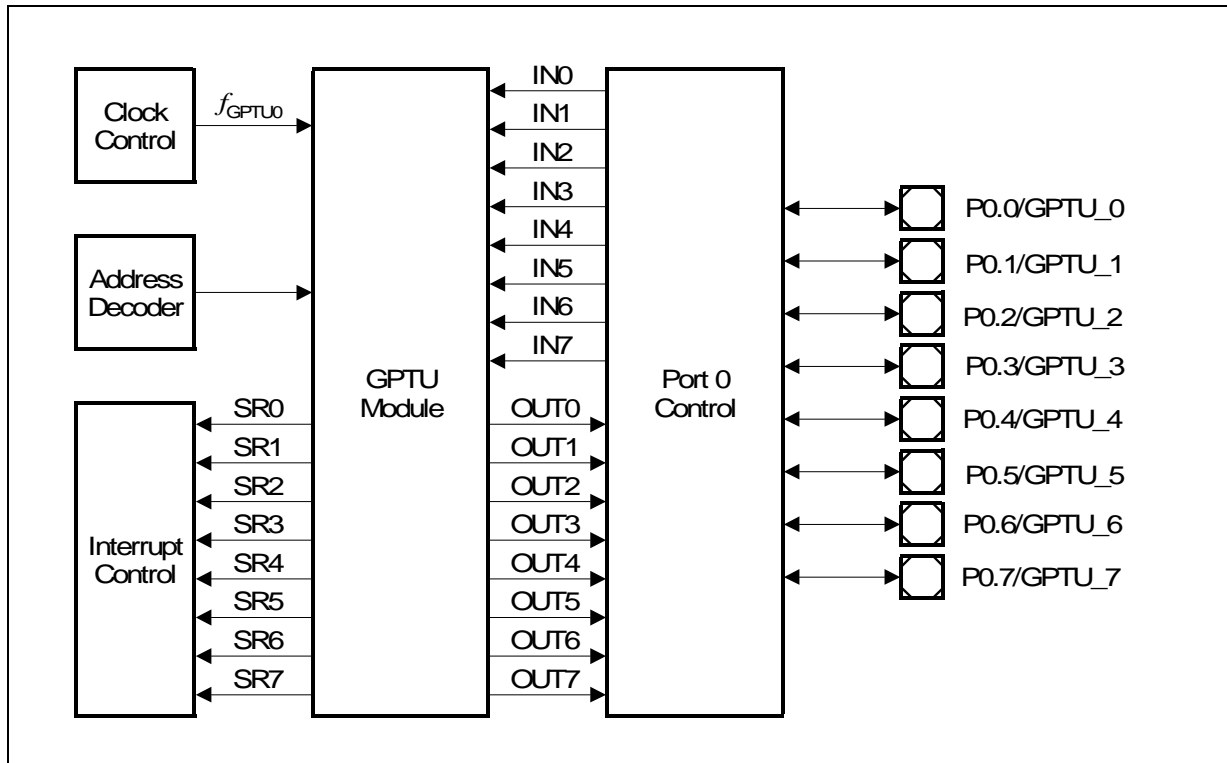 Clock
Control
fGPTU0
Address
Decoder
Interrupt
Control
SR0
SR1
SR2
SR3
SR4
SR5
SR6
SR7
GPTU
Module
IN0
IN1
IN2
IN3
IN4
IN5
IN6
IN7
OUT0
OUT1
OUT2
OUT3
OUT4
OUT5
OUT6
OUT7
Port 0
Control
P0.0/GPTU_0
P0.1/GPTU_1
P0.2/GPTU_2
P0.3/GPTU_3
P0.4/GPTU_4
P0.5/GPTU_5
P0.6/GPTU_6
P0.7/GPTU_7